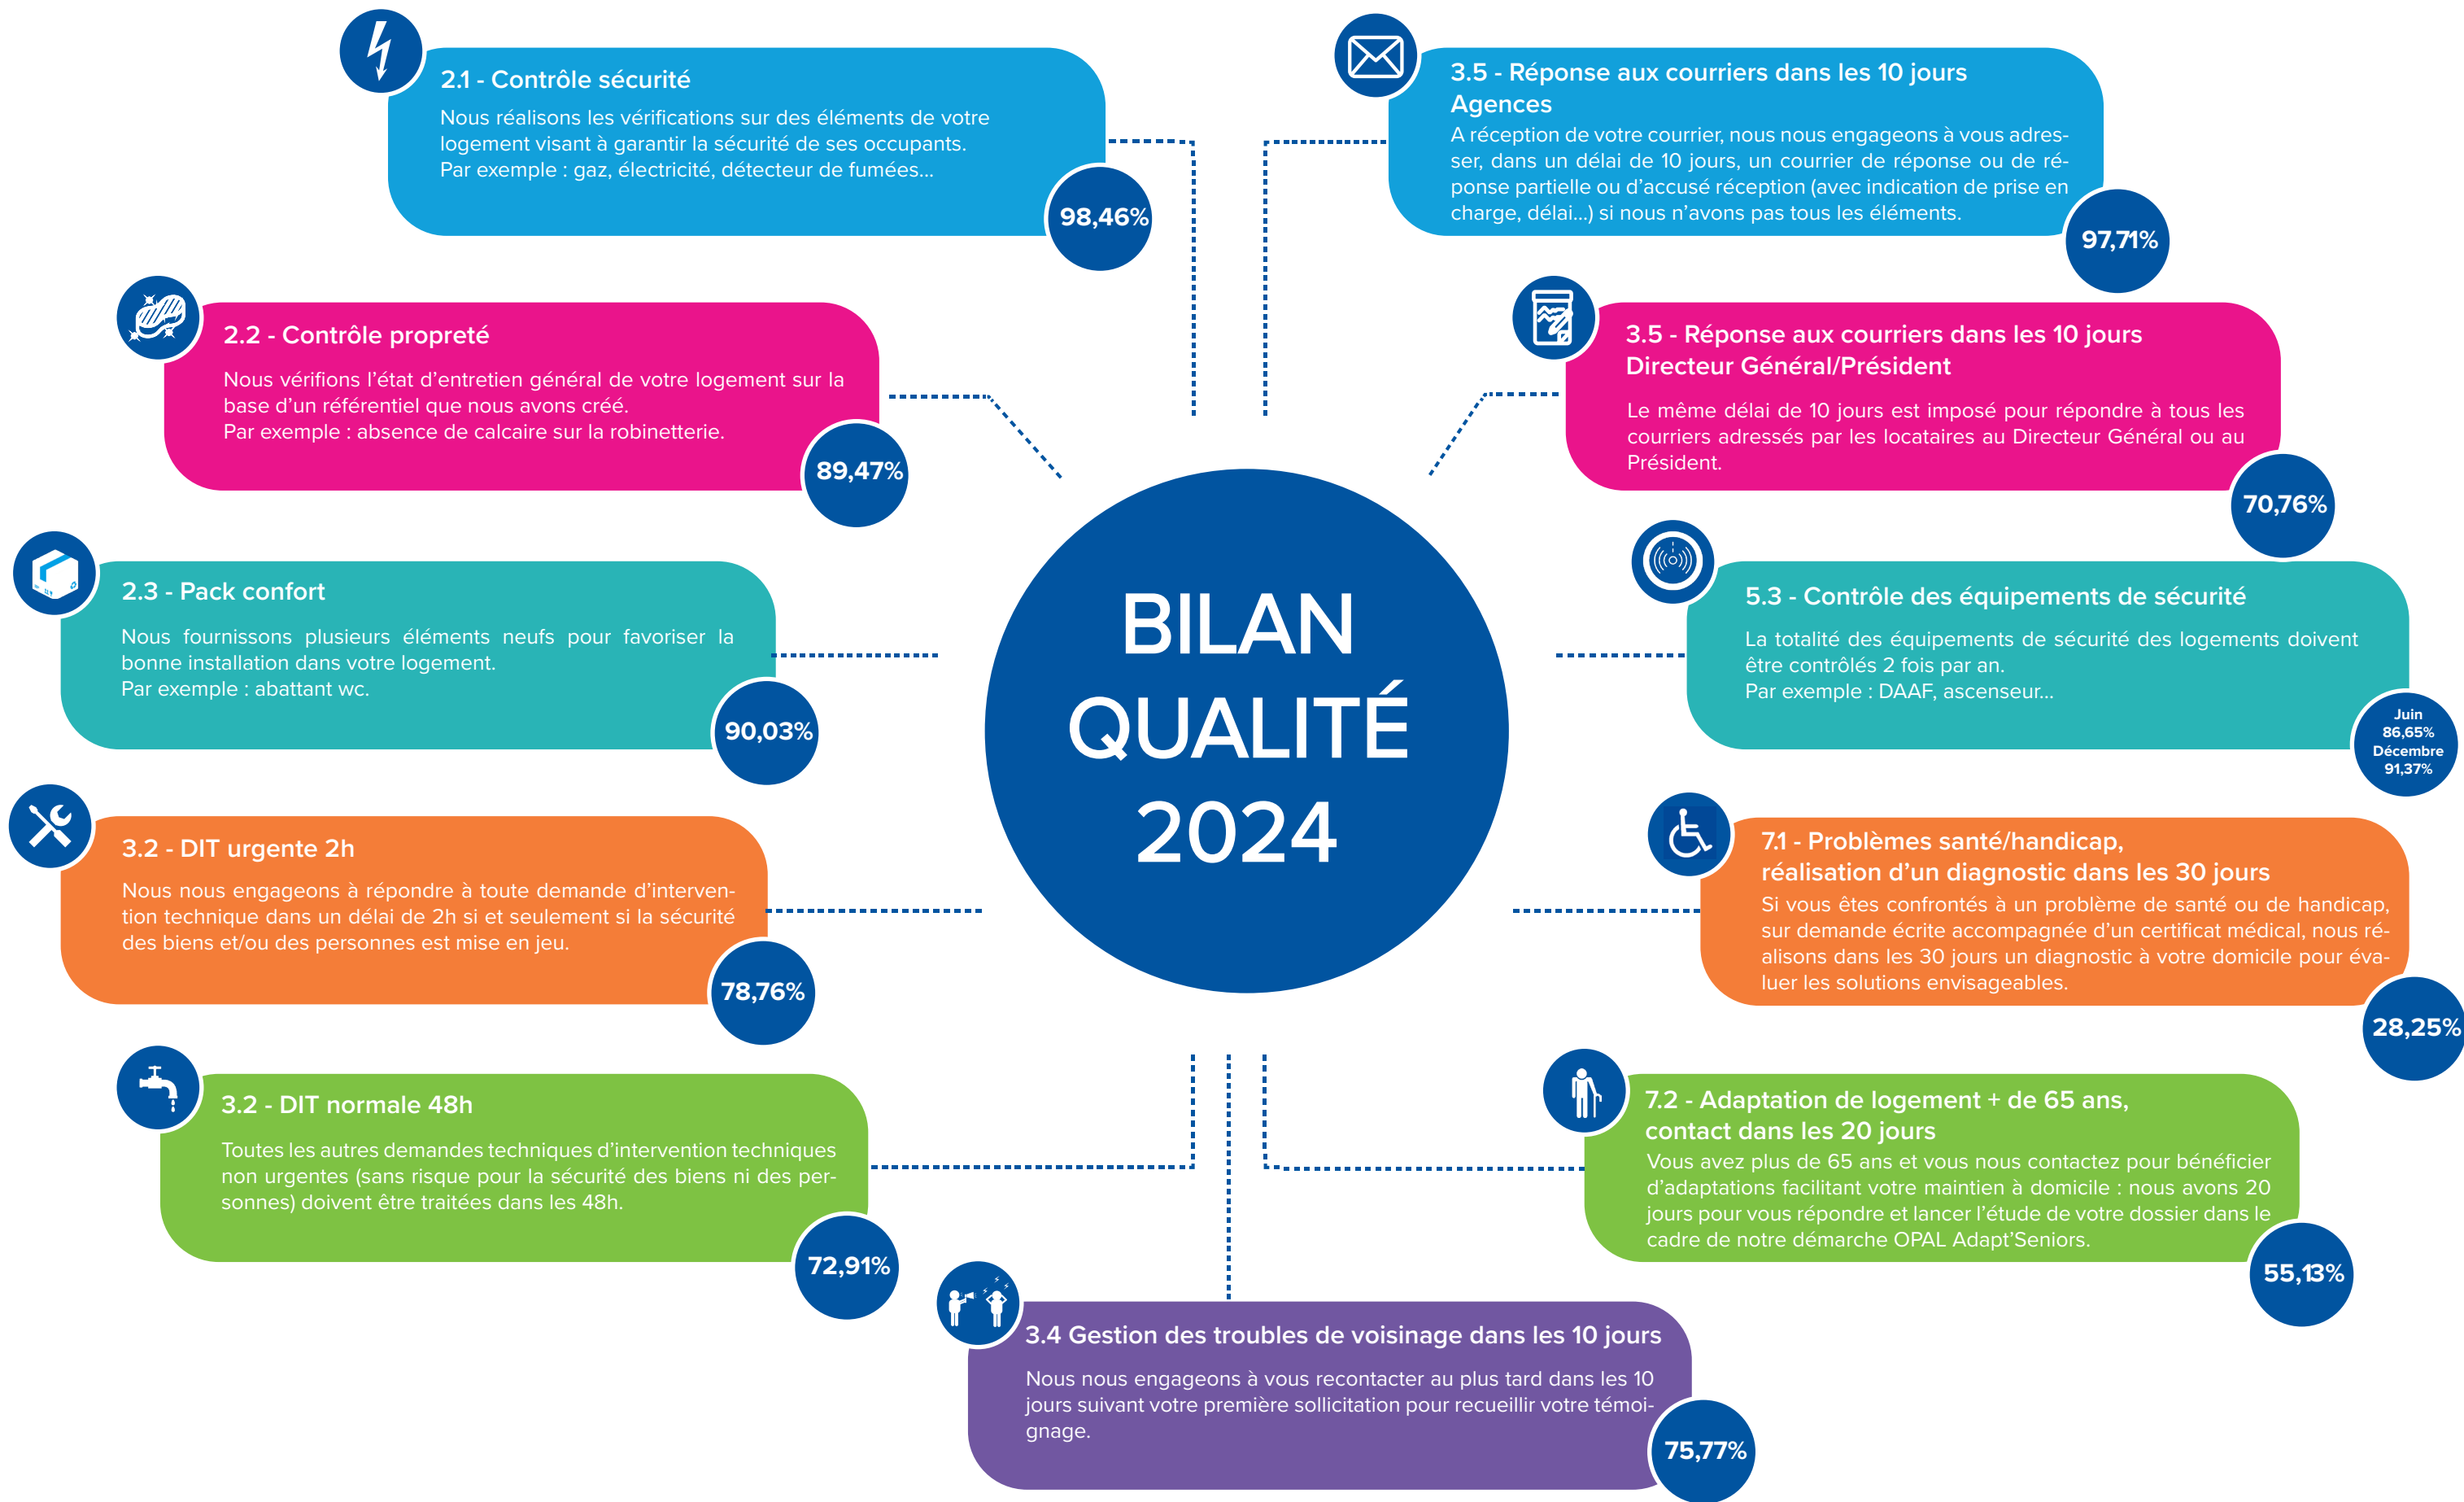 2.1 - Contrôle sécurité
Nous réalisons les vérifications sur des éléments de votre
logement visant à garantir la sécurité de ses occupants.
Par exemple : gaz, électricité, détecteur de fumées...
98,46%
2.2 - Contrôle propreté
Nous vérifions l'état d'entretien général de votre logement sur la
base d'un référentiel que nous avons créé.
Par exemple : absence de calcaire sur la robinetterie.
89,47%
2.3 - Pack confort
Nous fournissons plusieurs éléments neufs pour favoriser la
bonne installation dans votre logement.
Par exemple : abattant wc.
90,03%
3.2 - DIT urgente 2h
Nous nous engageons à répondre à toute demande d'interven-
tion technique dans un délai de 2h si et seulement si la sécurité
des biens et/ou des personnes est mise en jeu.
78,76%
3.2 - DIT normale 48h
Toutes les autres demandes techniques d'intervention techniques
non urgentes (sans risque pour la sécurité des biens ni des per-
sonnes) doivent être traitées dans les 48h.
72,91%
BILAN
QUALITÉ
2024
3.5 - Réponse aux courriers dans les 10 jours
Agences
A réception de votre courrier, nous nous engageons à vous adres-
ser, dans un délai de 10 jours, un courrier de réponse ou de ré-
ponse partielle ou d'accusé réception (avec indication de prise en
charge, délai...) si nous n'avons pas tous les éléments.
97,71%
3.5 - Réponse aux courriers dans les 10 jours
Directeur Général/Président
Le même délai de 10 jours est imposé pour répondre à tous les
courriers adressés par les locataires au Directeur Général ou au
Président.
70,76%
5.3 - Contrôle des équipements de sécurité
La totalité des équipements de sécurité des logements doivent
être contrôlés 2 fois par an.
Par exemple : DAAF, ascenseur...
Juin
86,65%
Décembre
91,37%
7.1 - Problèmes santé/handicap,
réalisation d'un diagnostic dans les 30 jours
Si vous êtes confrontés à un problème de santé ou de handicap,
sur demande écrite accompagnée d'un certificat médical, nous ré-
alisons dans les 30 jours un diagnostic à votre domicile pour éva-
luer les solutions envisageables.
28,25%
7.2 - Adaptation de logement + de 65 ans,
contact dans les 20 jours
Vous avez plus de 65 ans et vous nous contactez pour bénéficier
d'adaptations facilitant votre maintien à domicile : nous avons 20
jours pour vous répondre et lancer l'étude de votre dossier dans le
cadre de notre démarche OPAL Adapt'Seniors.
55,13%
3.4 Gestion des troubles de voisinage dans les 10 jours
Nous nous engageons à vous recontacter au plus tard dans les 10
jours suivant votre première sollicitation pour recueillir votre témoi-
gnage.
75,77%